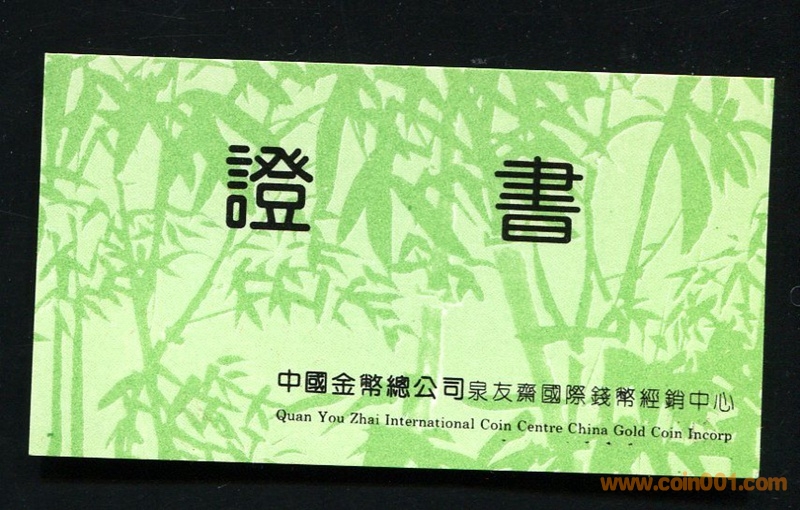 證書
中國金幣總公司泉友齋國際錢幣經銷中心
Quan You Zhai International Coin Centre China Gold Coin Incorp
www.coin001.com